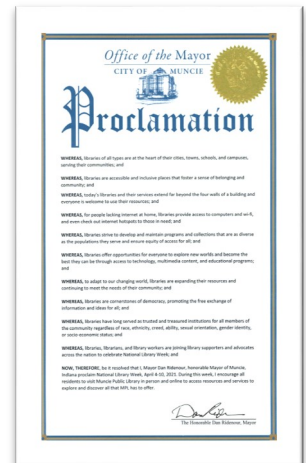 Office of the Mayor
CITY OF MUNCIE
Proclamation
WHEREAS, libraries of all types are at the heart of their cities, towns, schools, and campuses,
serving their communities; and
WHEREAS, libraries are accessible and inclusive places that foster a sense of belonging and
community; and
WHEREAS, today's libraries and their services extend far beyond the four walls of a building and
everyone is welcome to use their resources; and
WHEREAS, for people lacking internet at home, libraries provide access to computers and wi-fi,
and even check out internet hotspots to those in need; and
WHEREAS, libraries strive to develop and maintain programs and collections that are as diverse
as the populations they serve and ensure equity of access for all; and
WHEREAS, libraries offer opportunities for everyone to explore new worlds and become the
best they can be through access to technology, multimedia content, and educational programs;
and
WHEREAS, to adapt to our changing world, libraries are expanding their resources and
continuing to meet the needs of their community; and
WHEREAS, libraries are cornerstones of democracy, promoting the free exchange of
information and ideas for all; and
WHEREAS, libraries have long served as trusted and treasured institutions for all members of
the community regardless of race, ethnicity, creed, ability, sexual orientation, gender identity,
or socio-economic status; and
WHEREAS, libraries, librarians, and library workers are joining library supporters and advocates
across the nation to celebrate National Library Week; and
NOW, THEREFORE, be it resolved that I, Mayor Dan Ridenour, honorable Mayor of Muncie,
Indiana proclaim National Library Week, April 4-10, 2021. During this week, I encourage all
residents to visit Muncie Public Library in person and online to access resources and services to
explore and discover all that MPL has to offer.
The Honorable Dan Ridenour, Mayor